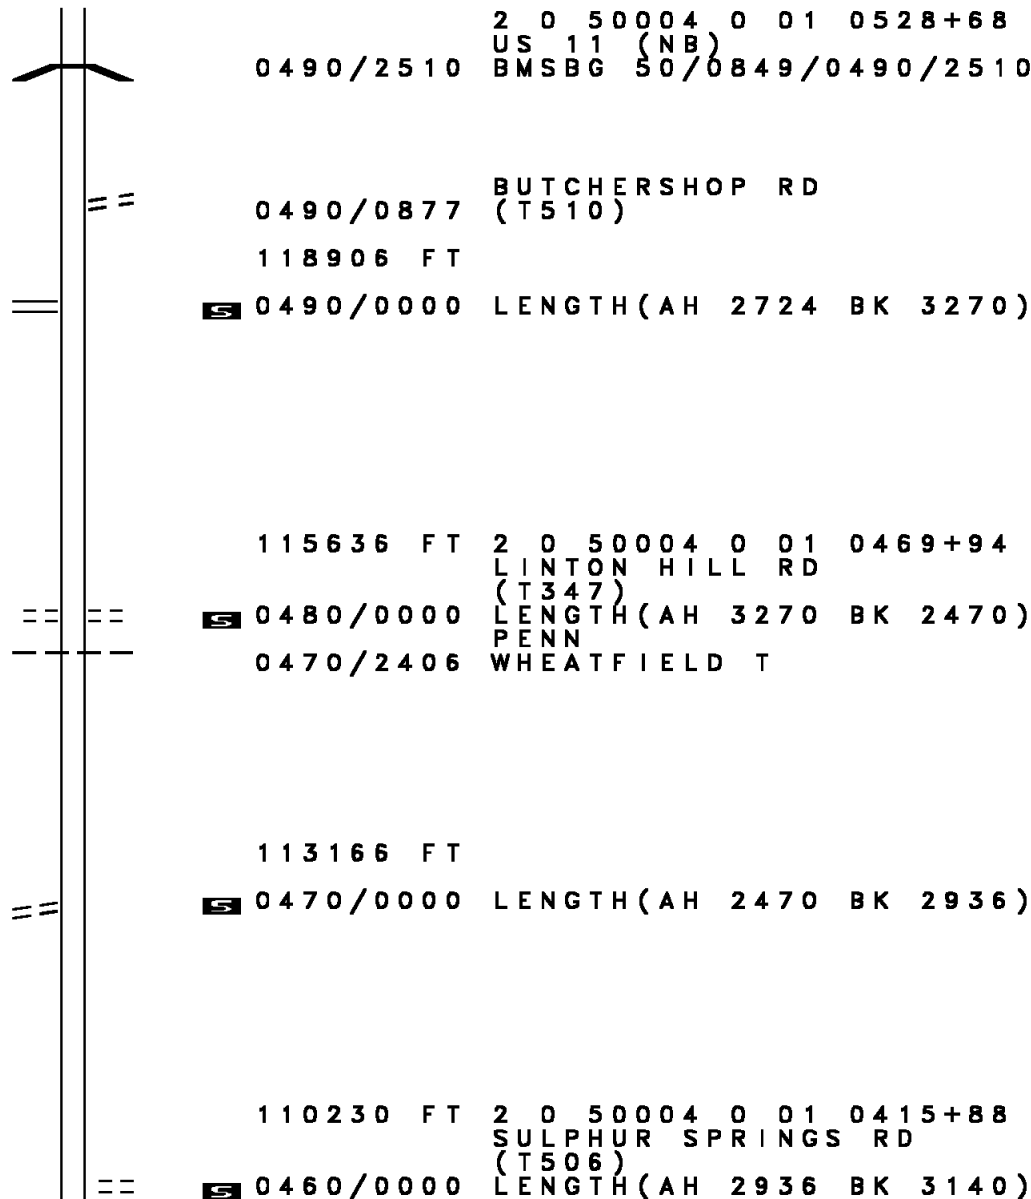 2 0 50004 0 01 0528+68
US 11 (NB)
0490/2510 BMSBG 50/0849/0490/2510
BUTCHERSHOP RD
0490/0877 (T510)
118906 FT
S 0490/0000 LENGTH(AH 2724 BK 3270)
115636 FT 2 0 50004 0 01 0469+94
LINTON HILL RD
(T347)
S 0480/0000 LENGTH(AH 3270 BK 2470)
PENN
0470/2406 WHEATFIELD T
113166 FT
S 0470/0000 LENGTH(AH 2470 BK 2936)
110230 FT 2 0 50004 0 01 0415+88
SULPHUR SPRINGS RD
(T506)
S 0460/0000 LENGTH(AH 2936 BK 3140)